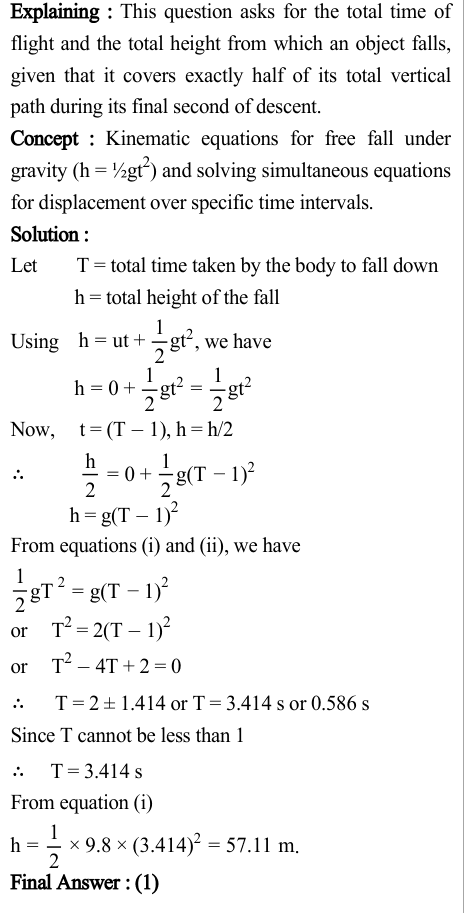 Explaining : This question asks for the total time of
flight and the total height from which an object falls,
given that it covers exactly half of its total vertical
path during its final second of descent.
Concept : Kinematic equations for free fall under
gravity (h = ½gt²) and solving simultaneous equations
for displacement over specific time intervals.
Solution :
Let T = total time taken by the body to fall down
h = total height of the fall
Using h = ut + 1/2 gt², we have
h = 0 + 1/2 gt² = 1/2 gt²
Now, t = (T – 1), h = h/2
∴ h/2 = 0 + 1/2 g(T – 1)²
h = g(T – 1)²
From equations (i) and (ii), we have
1/2 gT² = g(T – 1)²
or T² = 2(T – 1)²
or T² – 4T + 2 = 0
∴ T = 2 ± 1.414 or T = 3.414 s or 0.586 s
Since T cannot be less than 1
∴ T = 3.414 s
From equation (i)
h = 1/2 × 9.8 × (3.414)² = 57.11 m.
Final Answer : (1)